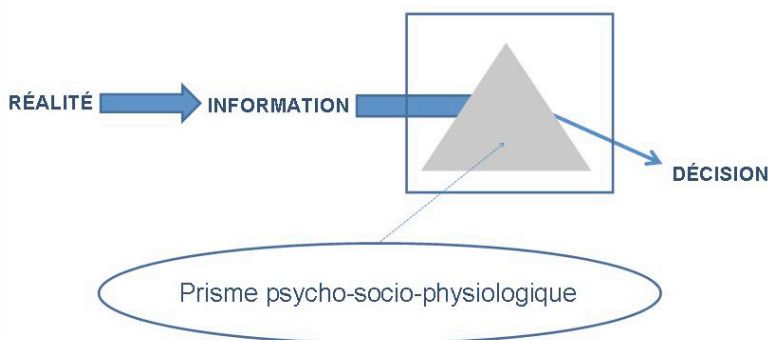 RÉALITÉ
INFORMATION
DÉCISION
Prisme psycho-socio-physiologique